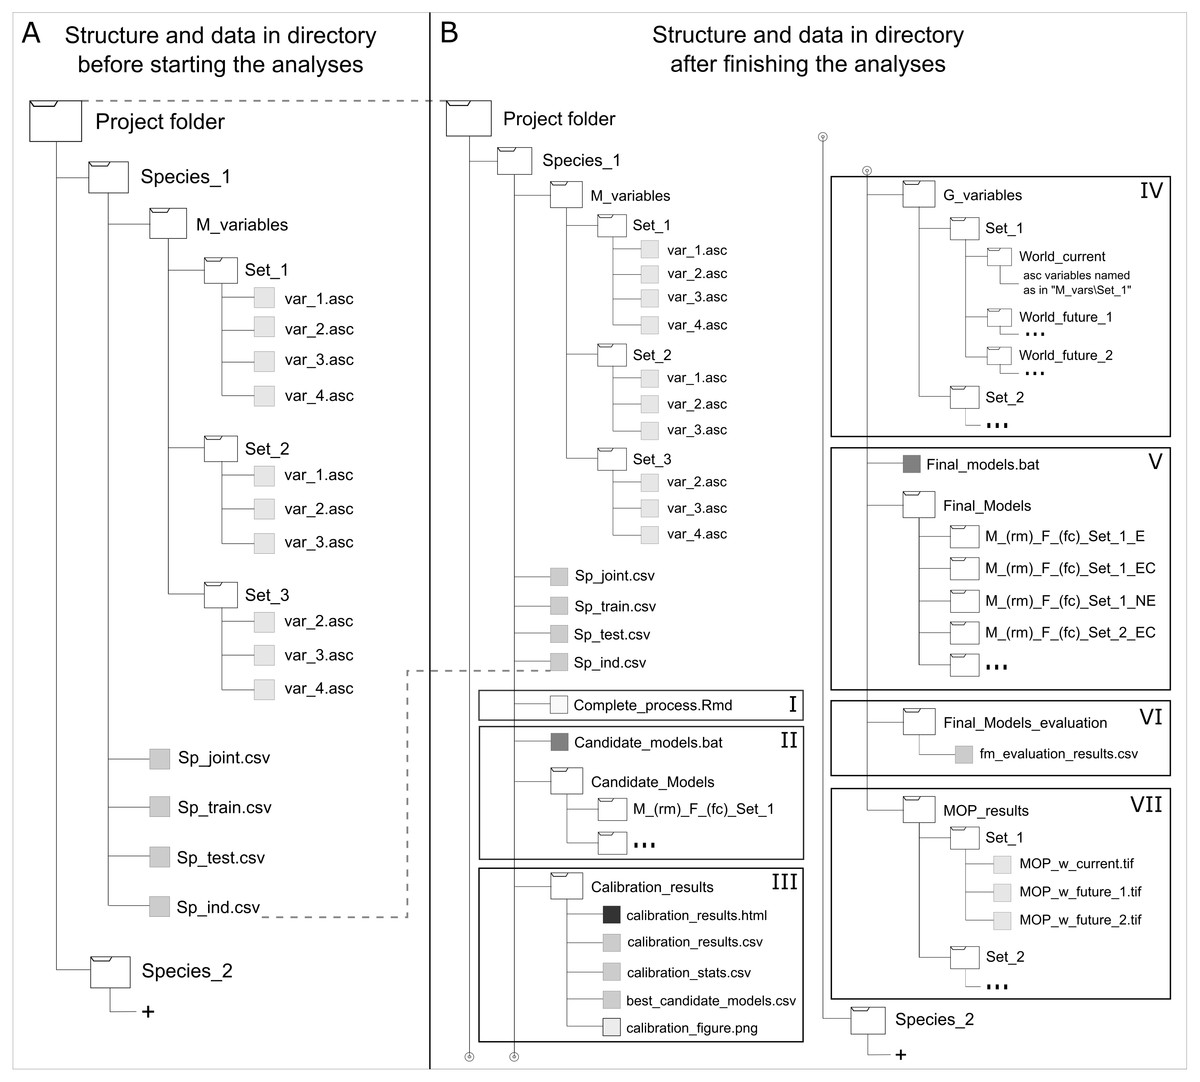 A
Structure and data in directory
before starting the analyses
Project folder
Species_1
M_variables
Set_1
var_1.asc
var_2.asc
var_3.asc
var_4.asc
Set_2
var_1.asc
var_2.asc
var_3.asc
Set_3
var_2.asc
var_3.asc
var_4.asc
Sp_joint.csv
Sp_train.csv
Sp_test.csv
Sp_ind.csv
Species_2
+
B
Structure and data in directory
after finishing the analyses
Project folder
Species_1
M_variables
Set_1
var_1.asc
var_2.asc
var_3.asc
var_4.asc
Set_2
var_1.asc
var_2.asc
var_3.asc
Set_3
var_2.asc
var_3.asc
var_4.asc
Sp_joint.csv
Sp_train.csv
Sp_test.csv
Sp_ind.csv
Complete_process.Rmd
I
Candidate_models.bat
II
Candidate_Models
M_(rm)_F_(fc)_Set_1
...
Calibration_results
III
calibration_results.html
calibration_results.csv
calibration_stats.csv
best_candidate_models.csv
calibration_figure.png
G_variables
IV
Set_1
World_current
asc variables named
as in "M_vars\Set_1"
World_future_1
...
World_future_2
...
Set_2
...
Final_models.bat
V
Final_Models
M_(rm)_F_(fc)_Set_1_E
M_(rm)_F_(fc)_Set_1_EC
M_(rm)_F_(fc)_Set_1_NE
M_(rm)_F_(fc)_Set_2_EC
...
Final_Models_evaluation
VI
fm_evaluation_results.csv
MOP_results
VII
Set_1
MOP_w_current.tif
MOP_w_future_1.tif
MOP_w_future_2.tif
Set_2
...
Species_2
+